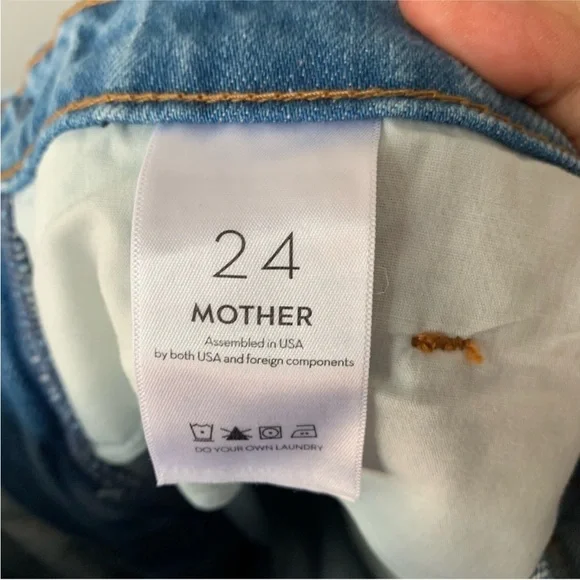 24
MOTHER
Assembled in USA
by both USA and foreign components
DO YOUR OWN LAUNDRY